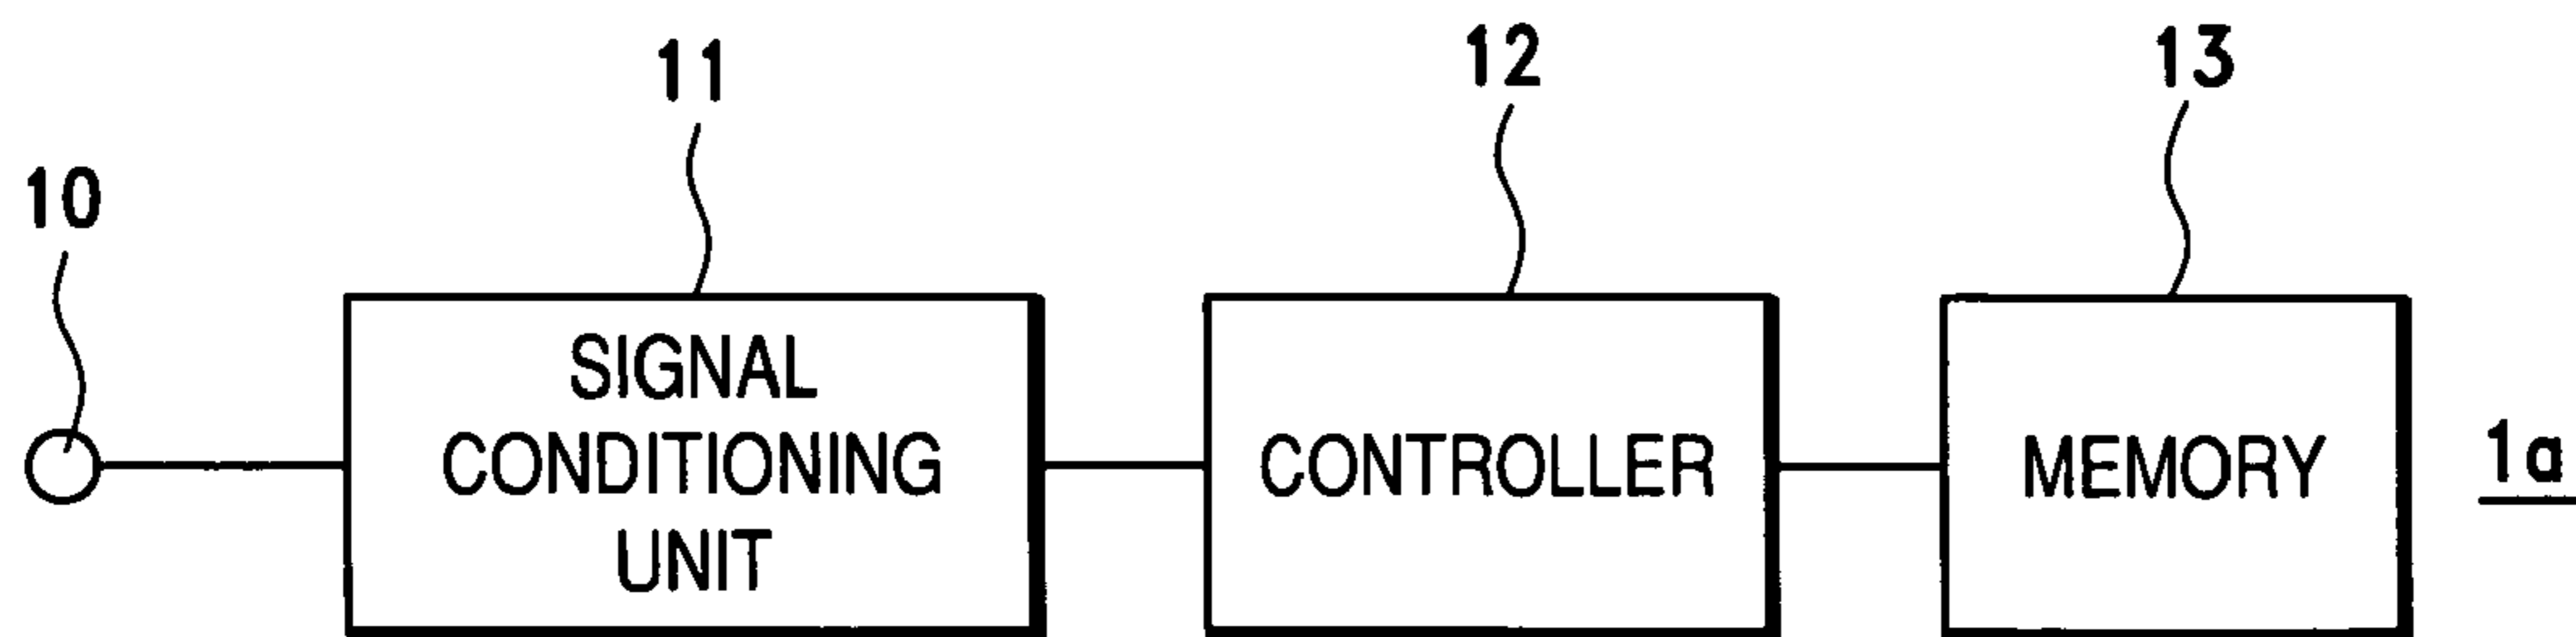 10
11
12
13
SIGNAL
CONDITIONING
UNIT
CONTROLLER
MEMORY
1a